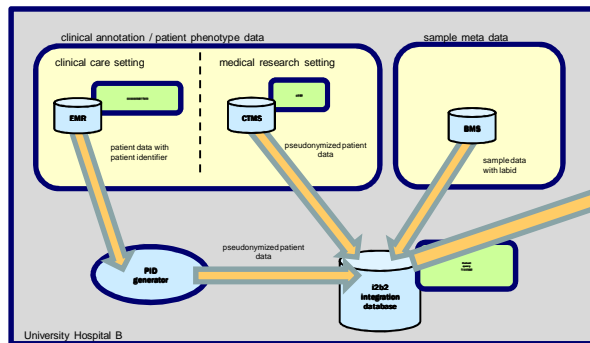 clinical annotation / patient phenotype data
sample meta data
clinical care setting
medical research setting
EMR
CTMS
BMS
patient data with
patient identifier
pseudonymized patient
data
sample data
with labid
pseudonymized patient
data
PID
generator
i2b2
integration
database
University Hospital B